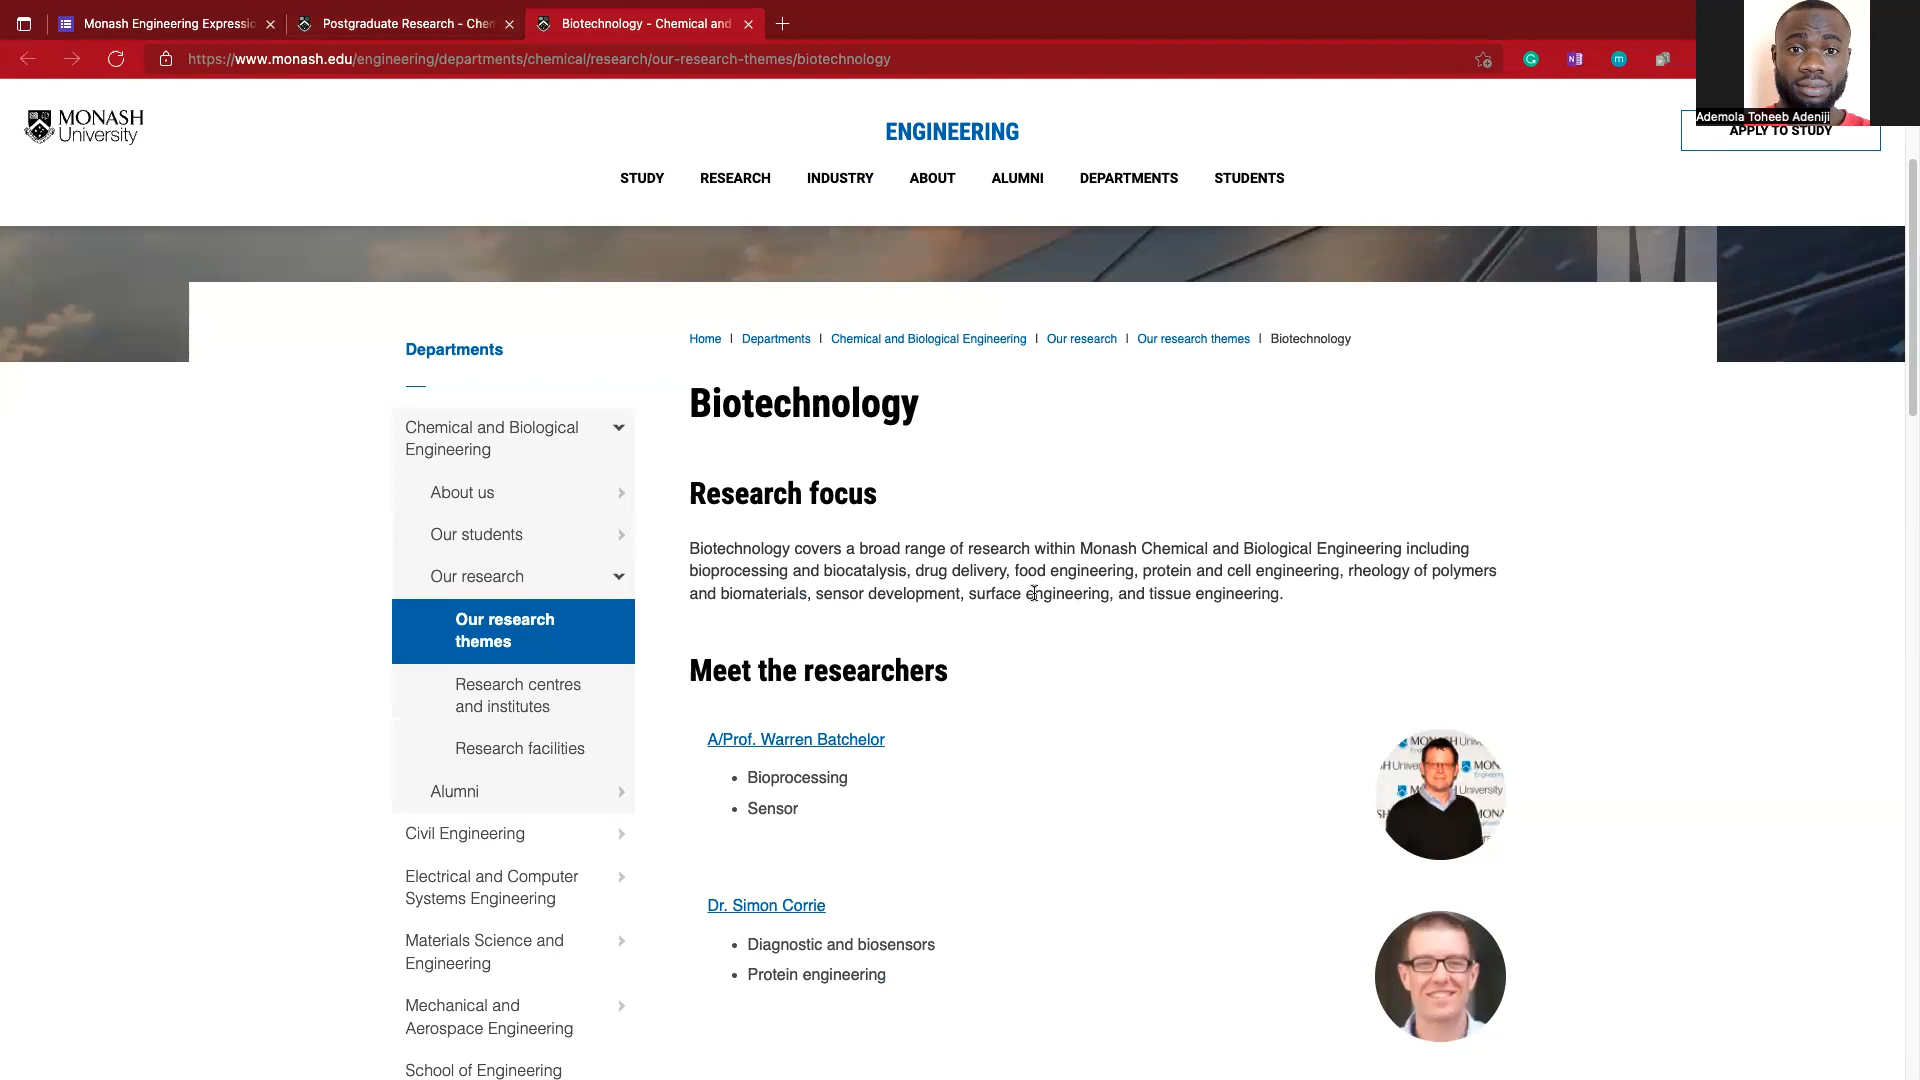 Monash Engineering Expressio
Postgraduate Research - Chem
Biotechnology - Chemical and
https://www.monash.edu/engineering/departments/chemical/research/our-research-themes/biotechnology
Ademola Toheeb Adeniji
MONASH
University
ENGINEERING
APPLY TO STUDY
STUDY RESEARCH INDUSTRY ABOUT ALUMNI DEPARTMENTS STUDENTS
Departments
Chemical and Biological
Engineering
About us
Our students
Our research
Our research
themes
Research centres
and institutes
Research facilities
Alumni
Civil Engineering
Electrical and Computer
Systems Engineering
Materials Science and
Engineering
Mechanical and
Aerospace Engineering
School of Engineering
Home | Departments | Chemical and Biological Engineering | Our research | Our research themes | Biotechnology
Biotechnology
Research focus
Biotechnology covers a broad range of research within Monash Chemical and Biological Engineering including
bioprocessing and biocatalysis, drug delivery, food engineering, protein and cell engineering, rheology of polymers
and biomaterials, sensor development, surface engineering, and tissue engineering.
Meet the researchers
A/Prof. Warren Batchelor
• Bioprocessing
• Sensor
Dr. Simon Corrie
• Diagnostic and biosensors
• Protein engineering